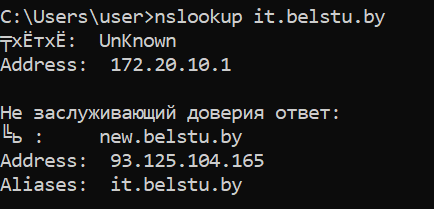 C:\Users\user>nslookup it.belstu.by
╤хЁтхЁ:  UnKnown
Address:  172.20.10.1
Не заслуживающий доверия ответ:
╚ь :     new.belstu.by
Address:  93.125.104.165
Aliases:  it.belstu.by